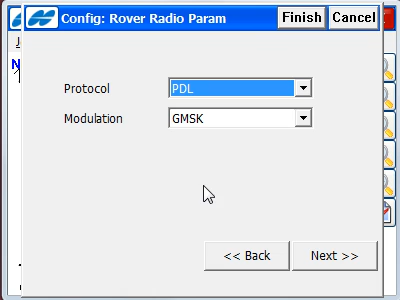 Config: Rover Radio Param Finish Cancel
Protocol PDL
Modulation GMSK
<< Back Next >>